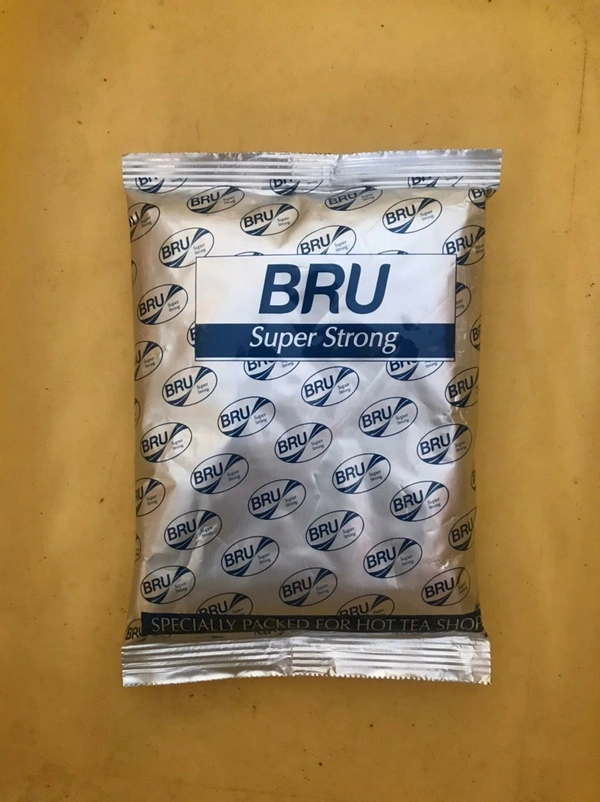 BRU
Super Strong
SPECIALLY PACKED FOR HOT TEA SHOP